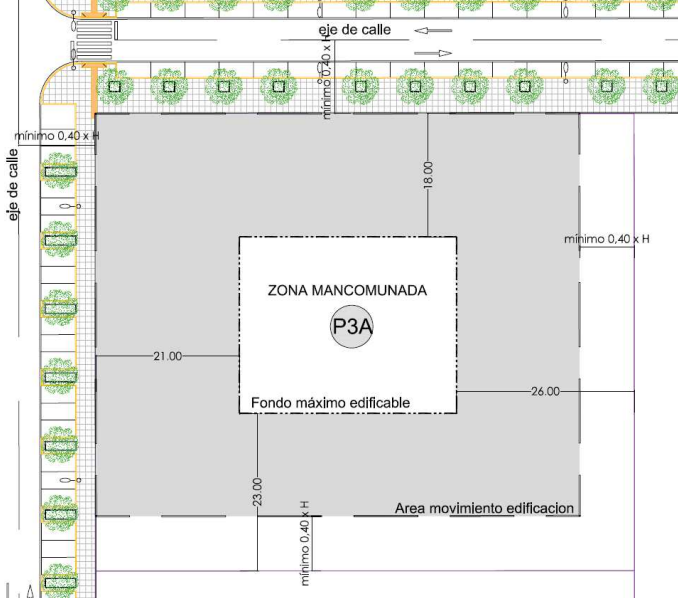 eje de calle
mínimo 0,40 x H
mínimo 0,40 x H
eje de calle
18.00
mínimo 0,40 x H
ZONA MANCOMUNADA
P3A
21.00
26.00
Fondo máximo edificable
23.00
Area movimiento edificacion
mínimo 0,40 x H